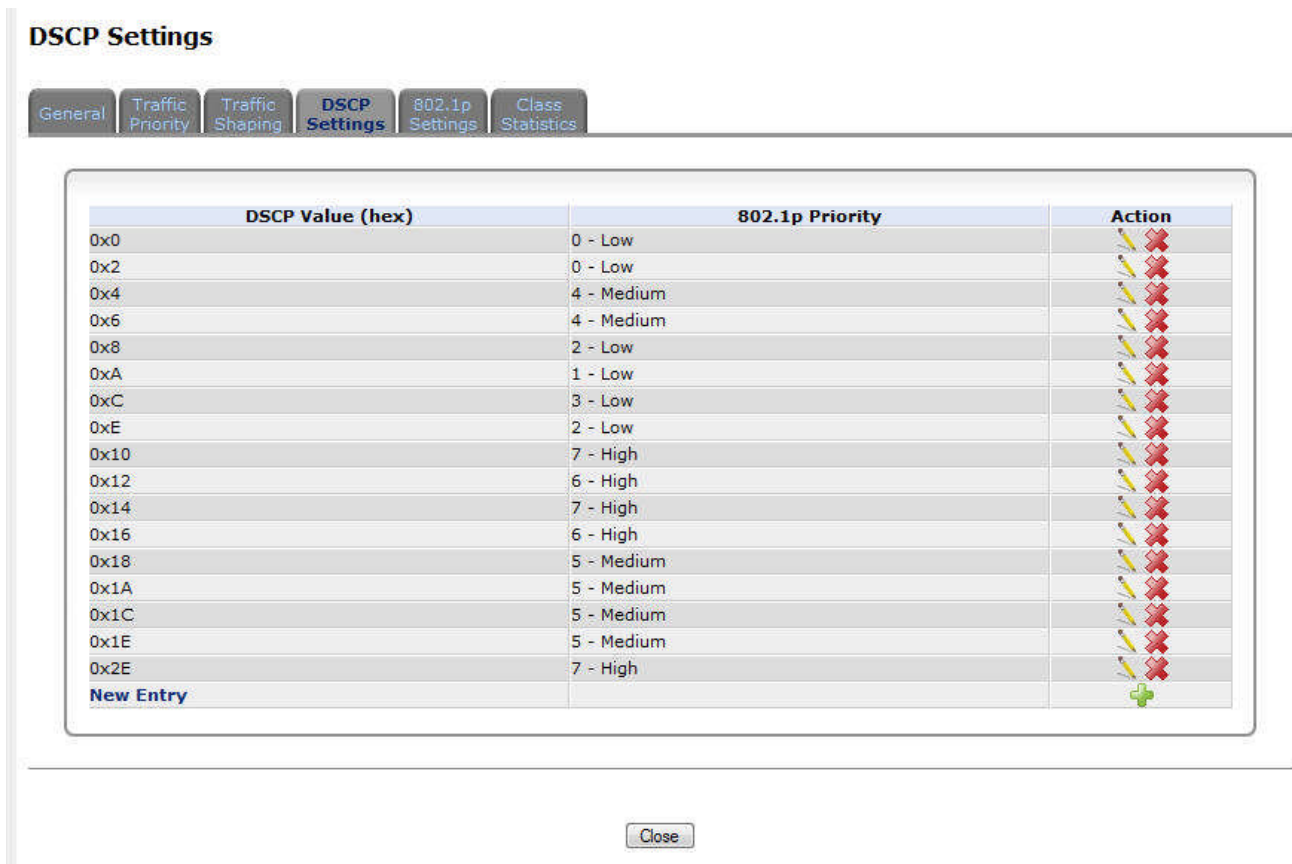 DSCP Settings
General
Traffic Priority
Traffic Shaping
DSCP Settings
802.1p Settings
Class Statistics
DSCP Value (hex) 802.1p Priority Action
0x0 0 - Low
0x2 0 - Low
0x4 4 - Medium
0x6 4 - Medium
0x8 2 - Low
0xA 1 - Low
0xC 3 - Low
0xE 2 - Low
0x10 7 - High
0x12 6 - High
0x14 7 - High
0x16 6 - High
0x18 5 - Medium
0x1A 5 - Medium
0x1C 5 - Medium
0x1E 5 - Medium
0x2E 7 - High
New Entry
Close